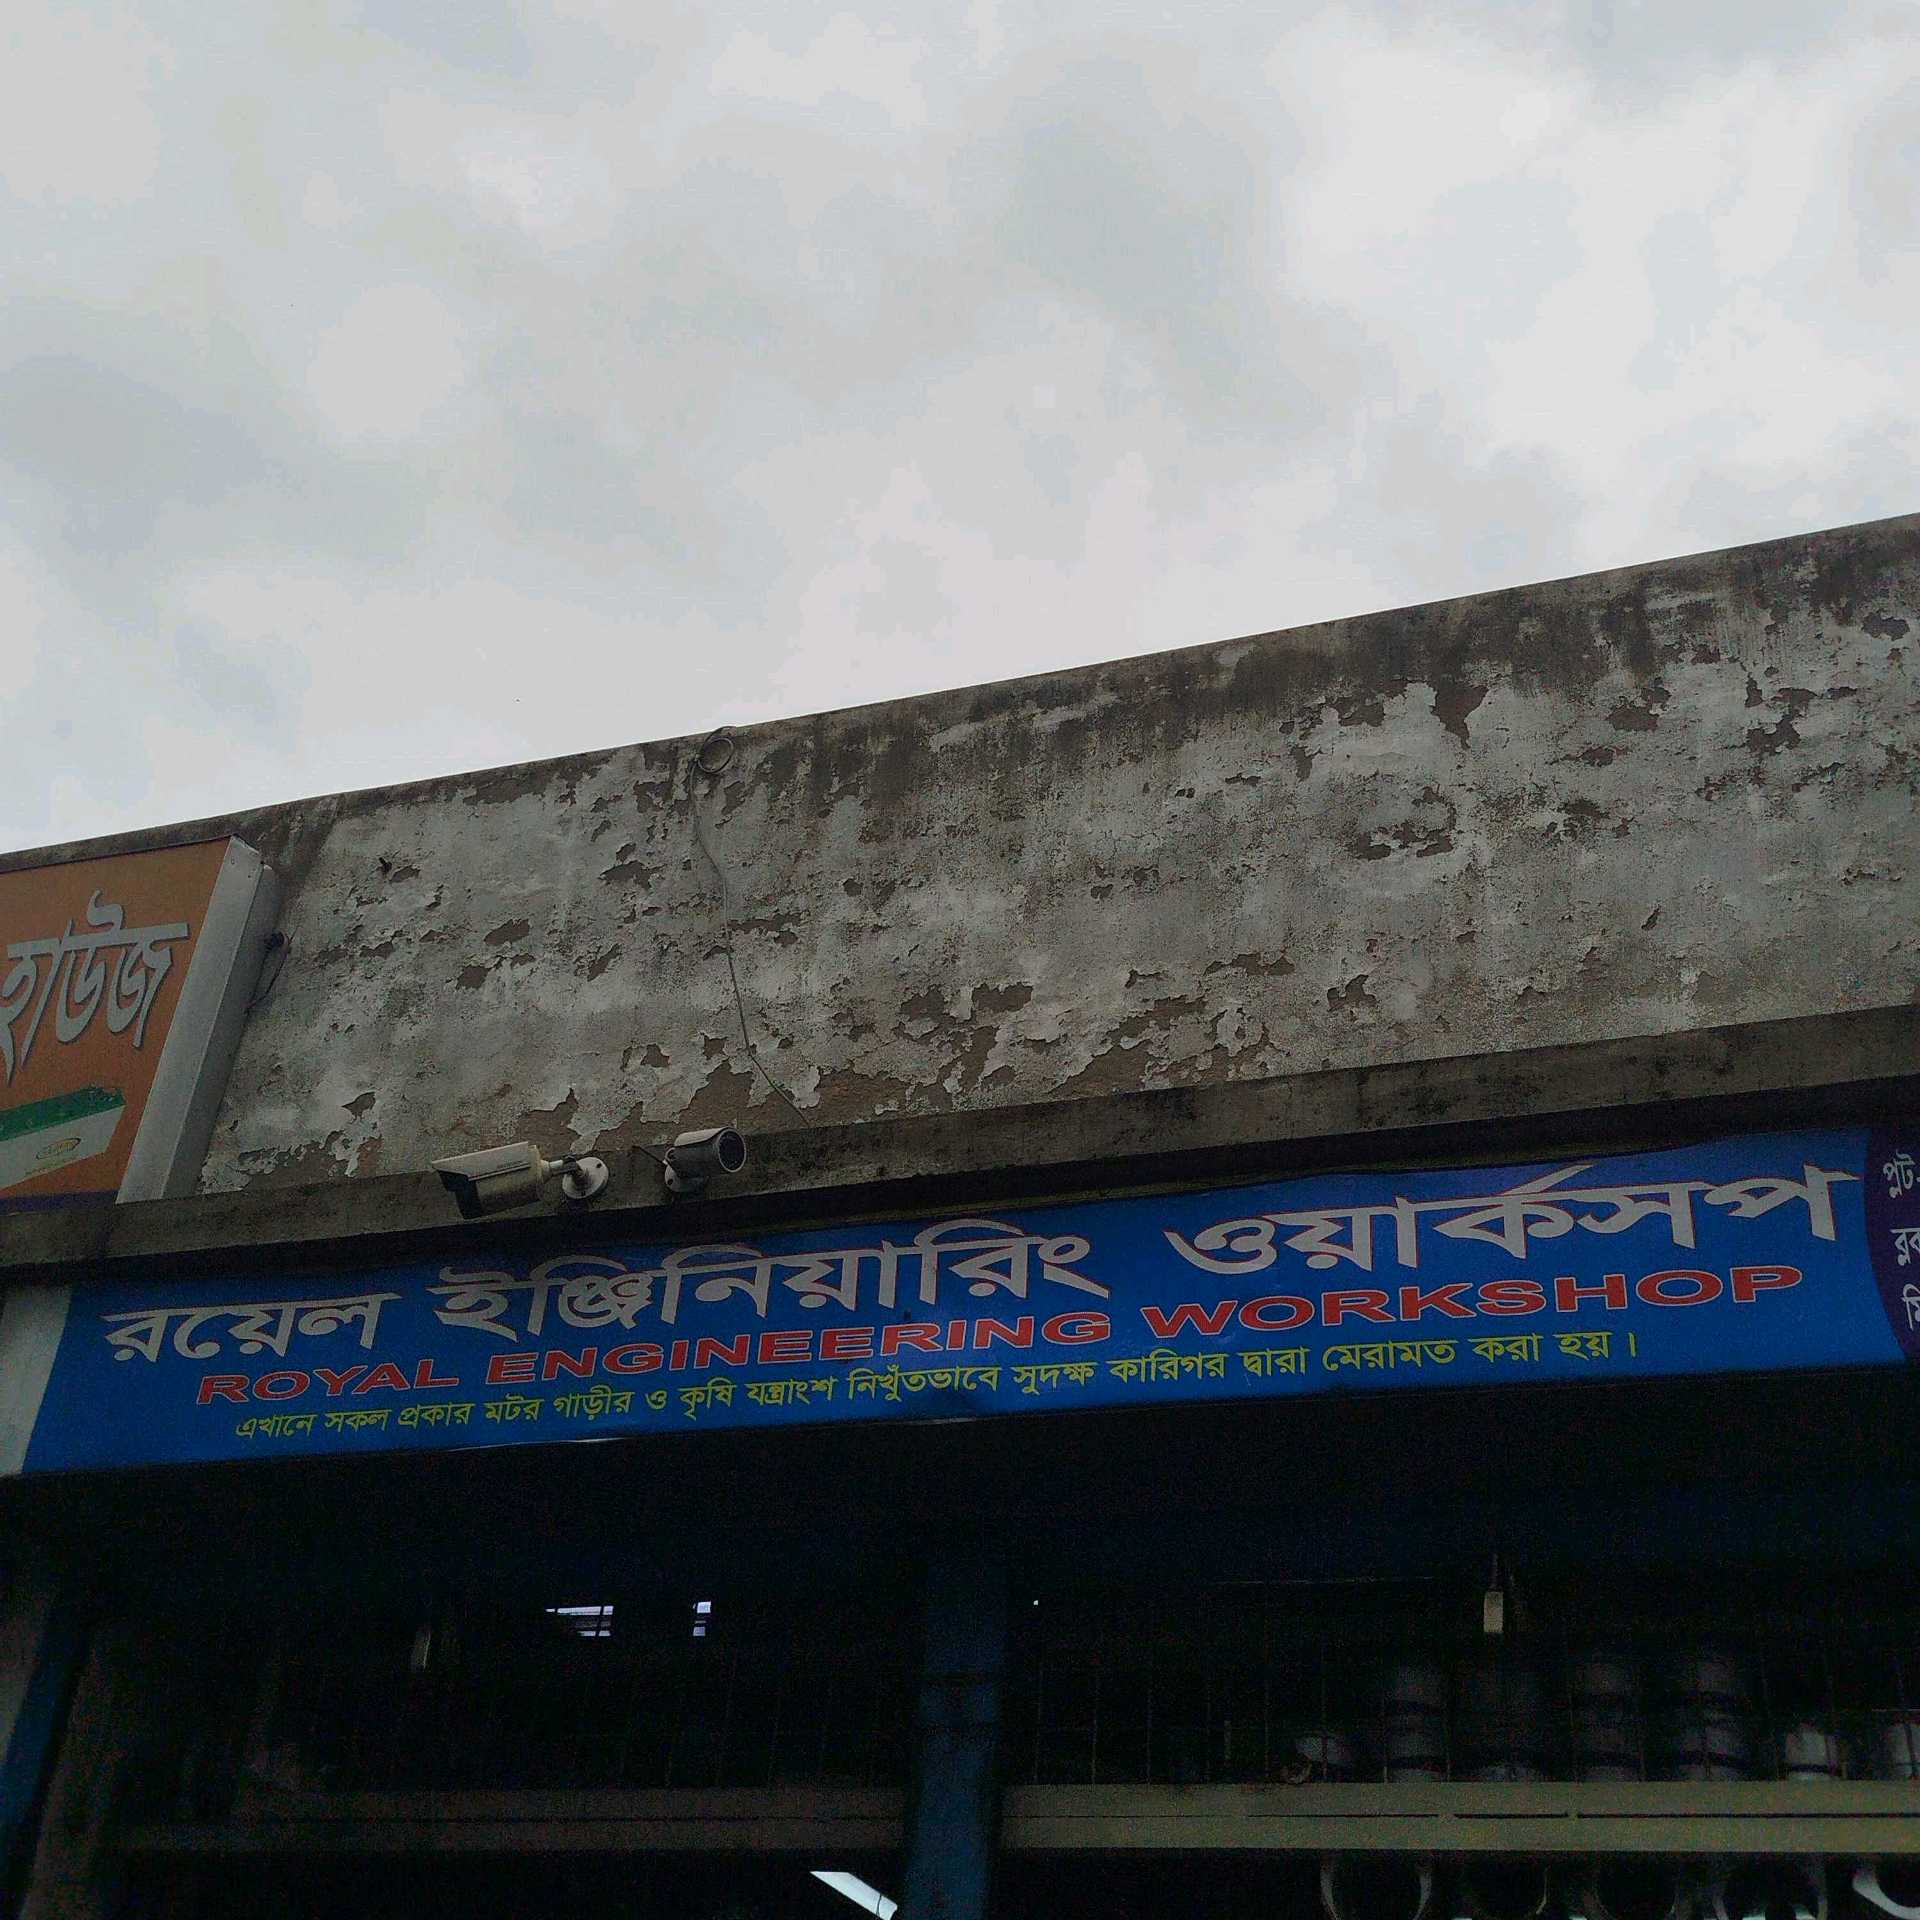 হাউজ
রয়েল ইঞ্জিনিয়ারিং ওয়ার্কসপ
ROYAL ENGINEERING WORKSHOP
এখানে সকল প্রকার মটর গাড়ীর ও কৃষি যন্ত্রাংশ নিখুঁতভাবে সুদক্ষ কারিগর দ্বারা মেরামত করা হয়।
প্লট